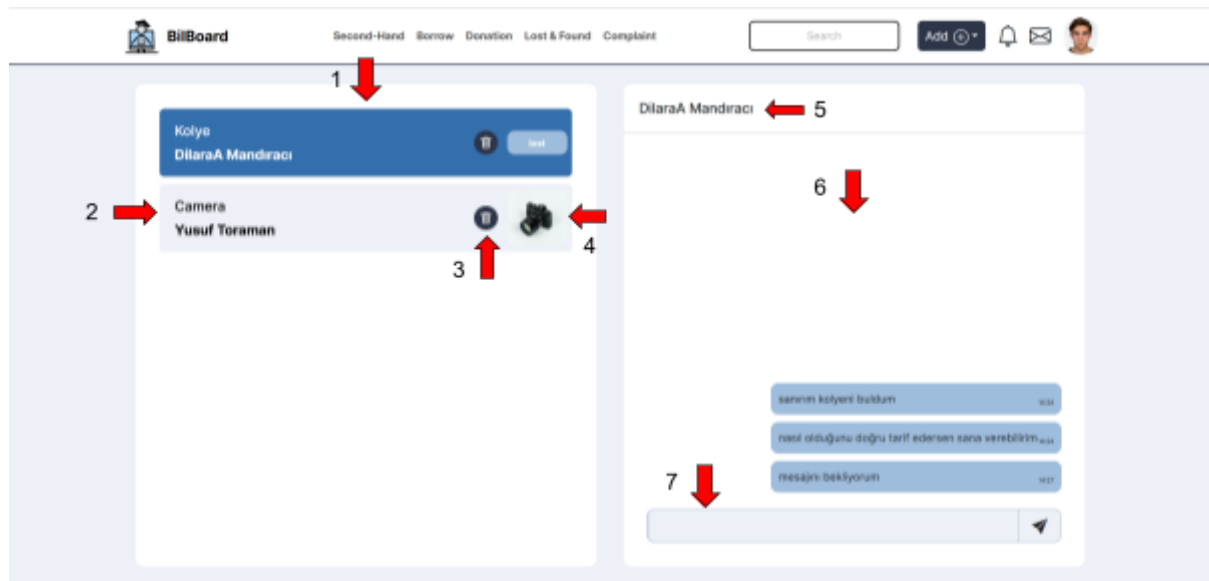 BilBoard
Second-Hand Borrow Donation Lost & Found Complaint
Search
Add
1
Kolye
DilaraA Mandıracı
test
2
Camera
Yusuf Toraman
3
4
DilaraA Mandıracı
5
6
sanırım kolyeni buldum
nasıl olduğunu doğru tarif edersen sana verebilirim
mesajını bekliyorum
7